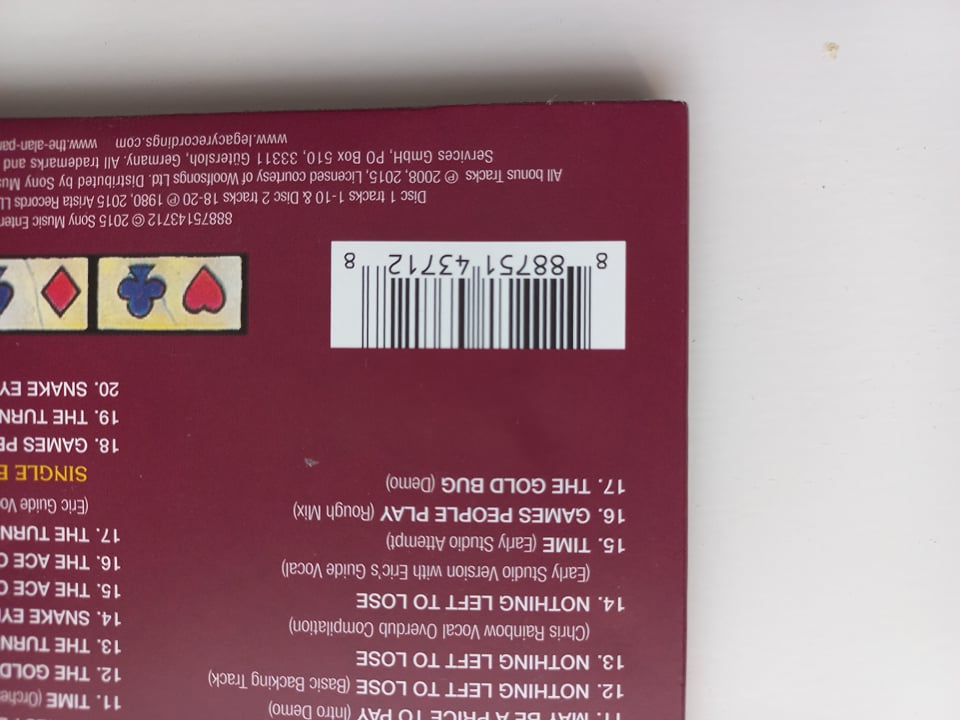 11. MAY BE A PRICE TO PAY (Intro Demo)
12. NOTHING LEFT TO LOSE (Basic Backing Track)
13. NOTHING LEFT TO LOSE
(Chris Rainbow Vocal Overdub Compilation)
14. NOTHING LEFT TO LOSE
(Early Studio Version with Eric's Guide Vocal)
15. TIME (Early Studio Attempt)
16. GAMES PEOPLE PLAY (Rough Mix)
17. THE GOLD BUG (Demo)
11. TIME (Orches
12. THE GOLD
13. THE TURN
14. SNAKE EY
15. THE ACE O
16. THE ACE O
17. THE TURN
(Eric Guide Vo
SINGLE E
18. GAMES PE
19. THE TURN
20. SNAKE EY
8 88751 43712 8
88875143712 © 2015 Sony Music Enter
Disc 1 tracks 1-10 & Disc 2 tracks 18-20 ℗ 1980, 2015 Arista Records LL
All bonus Tracks ℗ 2008, 2015, Licensed courtesy of Woolfsongs Ltd. Distributed by Sony Mus
Services GmbH, PO Box 510, 33311 Gütersloh, Germany. All trademarks and
www.legacyrecordings.com www.the-alan-par